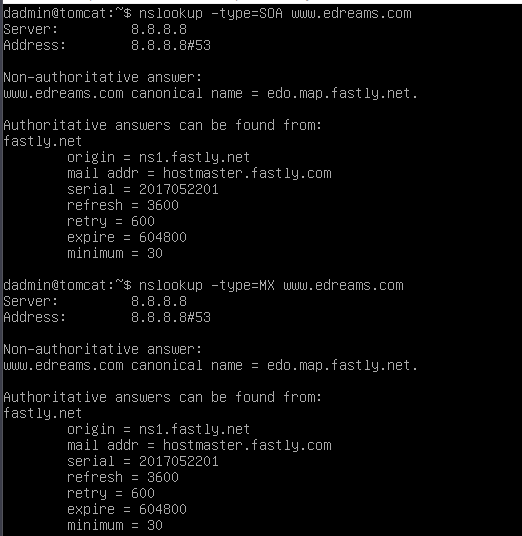 dadmin@tomcat:~$ nslookup -type=SOA www.edreams.com
Server:         8.8.8.8
Address:        8.8.8.8#53

Non-authoritative answer:
www.edreams.com canonical name = edo.map.fastly.net.

Authoritative answers can be found from:
fastly.net
        origin = ns1.fastly.net
        mail addr = hostmaster.fastly.com
        serial = 2017052201
        refresh = 3600
        retry = 600
        expire = 604800
        minimum = 30

dadmin@tomcat:~$ nslookup -type=MX www.edreams.com
Server:         8.8.8.8
Address:        8.8.8.8#53

Non-authoritative answer:
www.edreams.com canonical name = edo.map.fastly.net.

Authoritative answers can be found from:
fastly.net
        origin = ns1.fastly.net
        mail addr = hostmaster.fastly.com
        serial = 2017052201
        refresh = 3600
        retry = 600
        expire = 604800
        minimum = 30